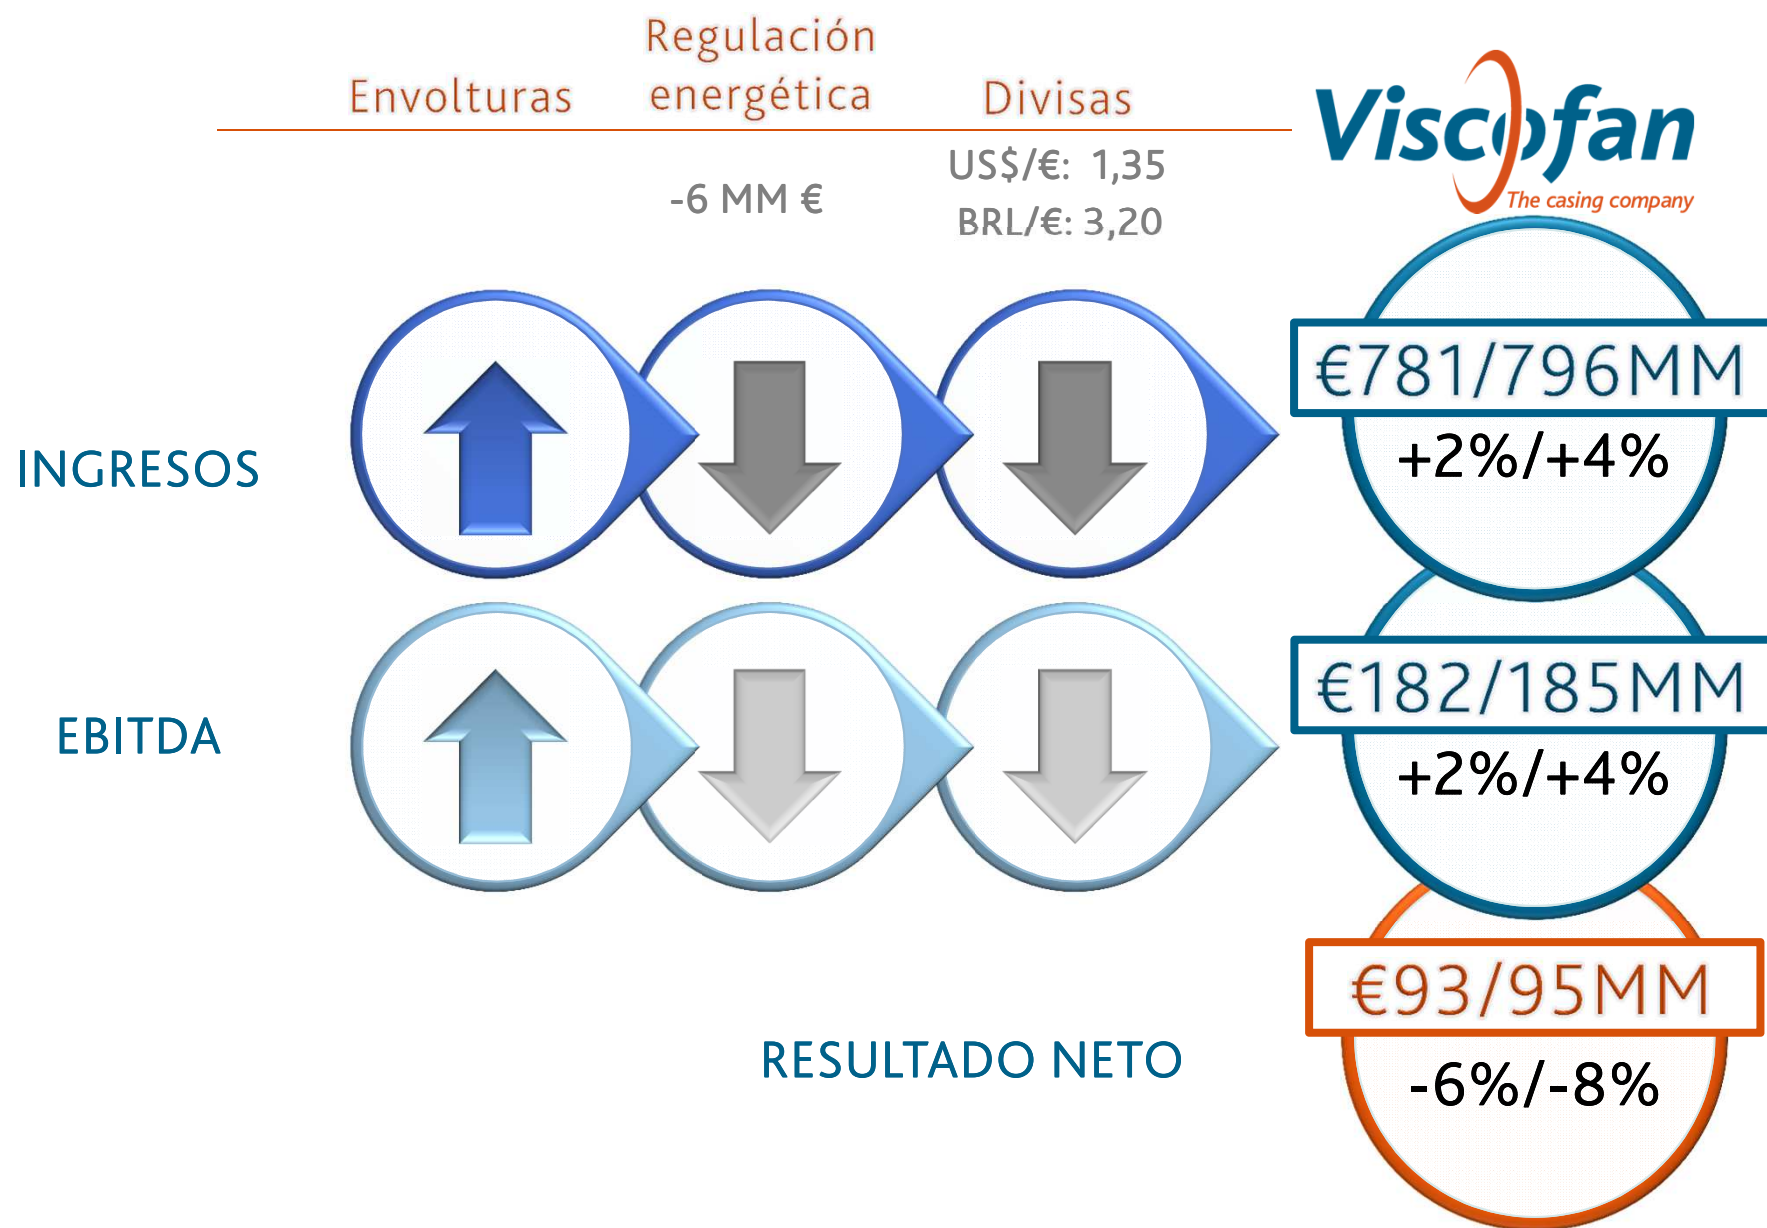 Envolturas
Regulación
energética
Divisas
Viscofan
The casing company
-6 MM €
US$/€: 1,35
BRL/€: 3,20
INGRESOS
€781/796MM
+2%/+4%
EBITDA
€182/185MM
+2%/+4%
RESULTADO NETO
€93/95MM
-6%/-8%